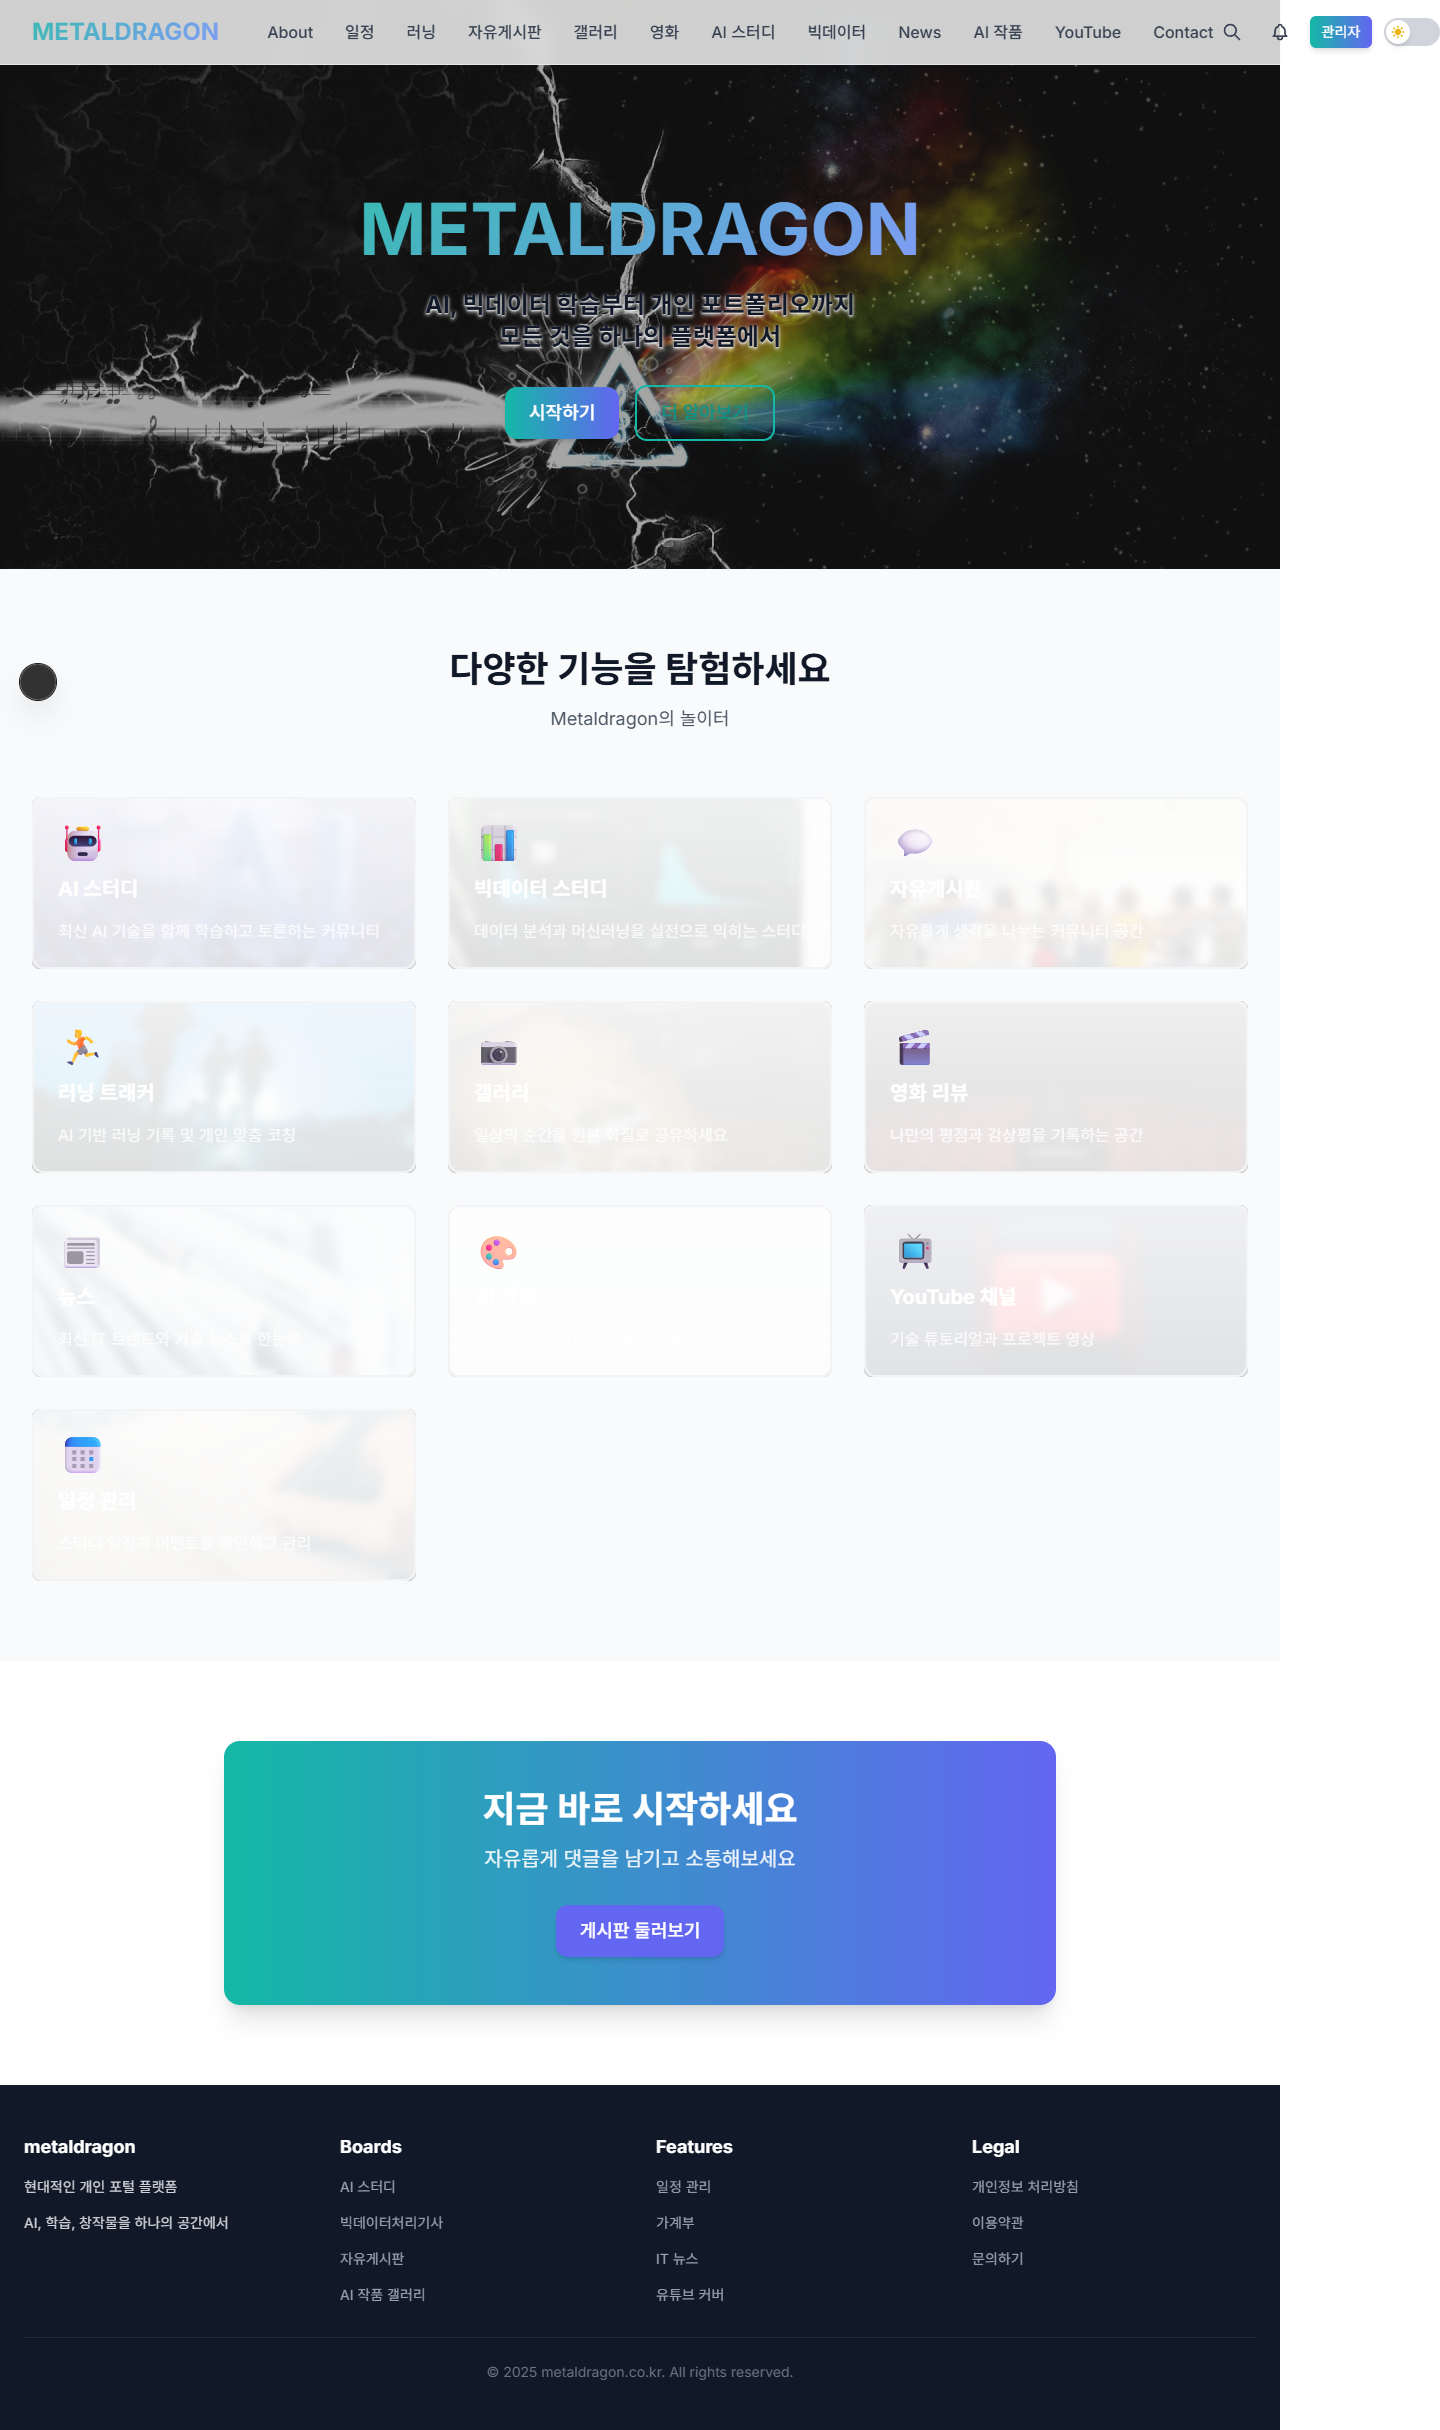 METALDRAGON
About 일정 러닝 자유게시판 갤러리 영화 AI 스터디 빅데이터 News AI 작품 YouTube Contact 관리자
METALDRAGON
AI, 빅데이터 학습부터 개인 포트폴리오까지
모든 것을 하나의 플랫폼에서
시작하기
더 알아보기
다양한 기능을 탐험하세요
Metaldragon의 놀이터
AI 스터디
최신 AI 기술을 함께 학습하고 토론하는 커뮤니티
빅데이터 스터디
데이터 분석과 머신러닝을 실전으로 익히는 스터디
자유게시판
자유롭게 생각을 나누는 커뮤니티 공간
러닝 트래커
AI 기반 러닝 기록 및 개인 맞춤 코칭
갤러리
일상의 순간을 원본 화질로 공유하세요
영화 리뷰
나만의 평점과 감상평을 기록하는 공간
뉴스
최신 IT 트렌드와 기술 뉴스를 한눈에
YouTube 채널
기술 튜토리얼과 프로젝트 영상
일정 관리
스터디 일정과 이벤트를 확인하고 관리
지금 바로 시작하세요
자유롭게 댓글을 남기고 소통해보세요
게시판 둘러보기
metaldragon
현대적인 개인 포털 플랫폼
AI, 학습, 창작물을 하나의 공간에서
Boards
AI 스터디
빅데이터처리기사
자유게시판
AI 작품 갤러리
Features
일정 관리
가계부
IT 뉴스
유튜브 커버
Legal
개인정보 처리방침
이용약관
문의하기
© 2025 metaldragon.co.kr. All rights reserved.